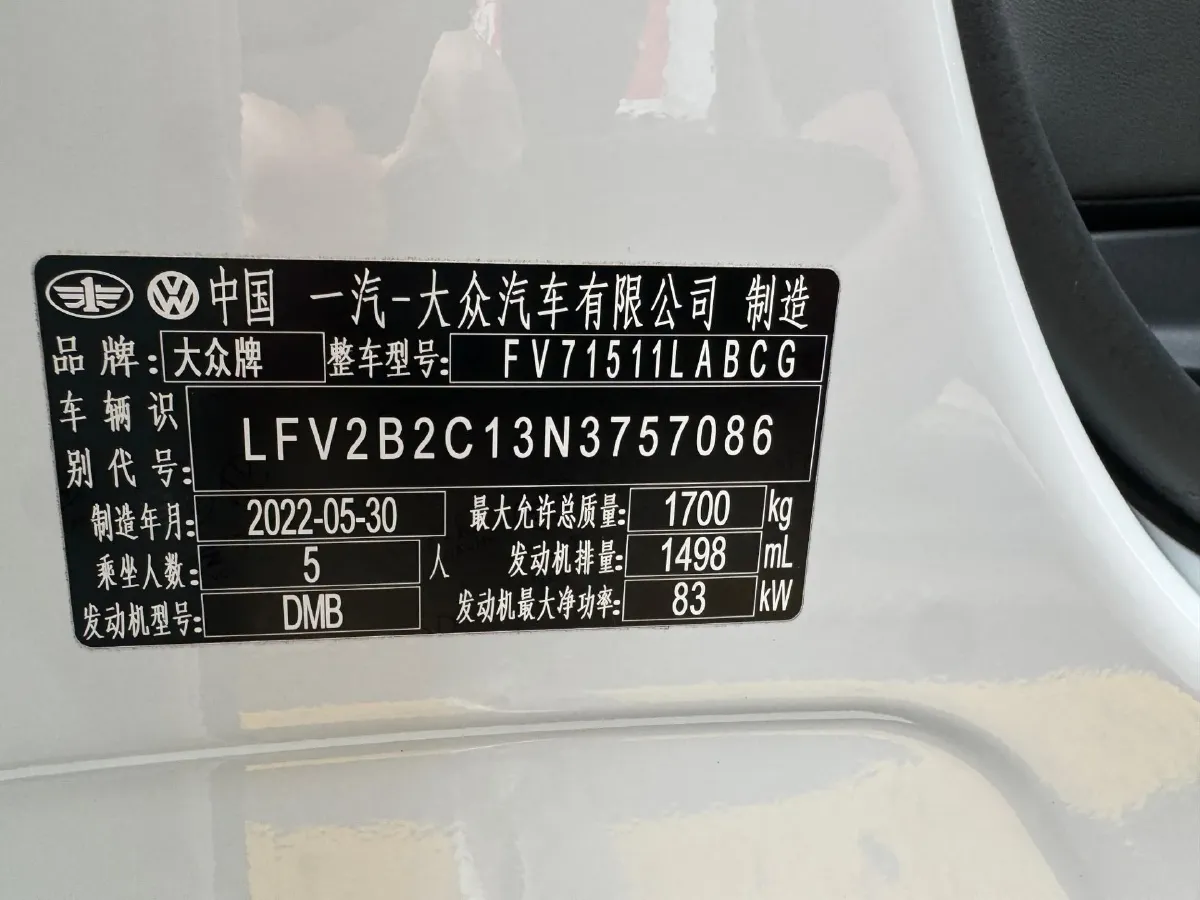 中国 一汽-大众汽车有限公司 制造
品牌: 大众牌 整车型号: FV71511LABCG
车辆识别代号: LFV2B2C13N3757086
制造年月: 2022-05-30 最大允许总质量: 1700 kg
乘坐人数: 5 人 发动机排量: 1498 mL
发动机型号: DMB 发动机最大净功率: 83 kW